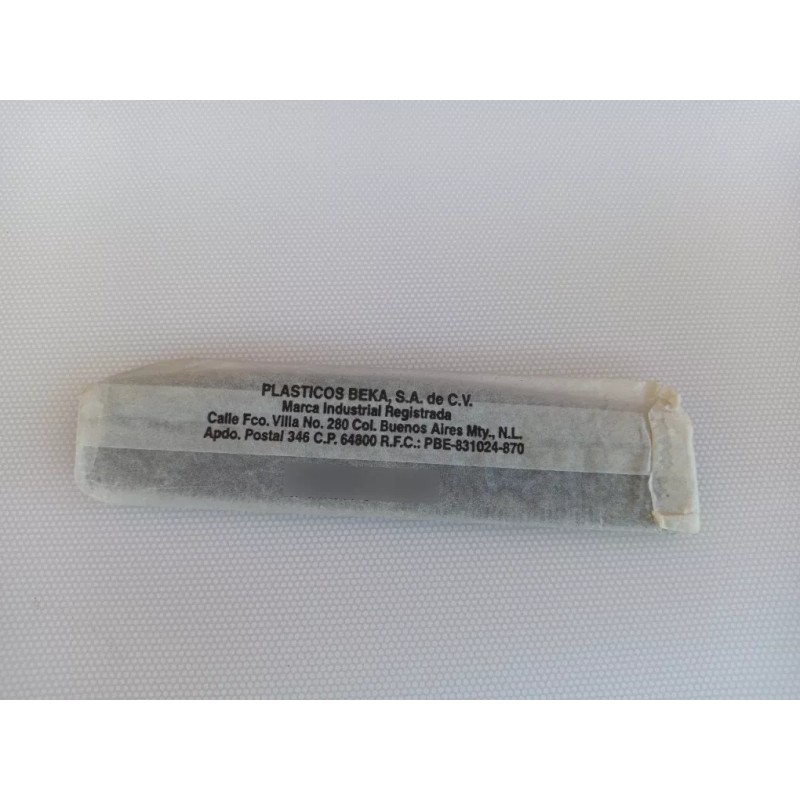 PLASTICOS BEKA, S.A. de C.V.
Marca Industrial Registrada
Calle Fco. Villa No. 280 Col. Buenos Aires Mty., N.L.
Apdo. Postal 346 C.P. 64800 R.F.C.: PBE-831024-870